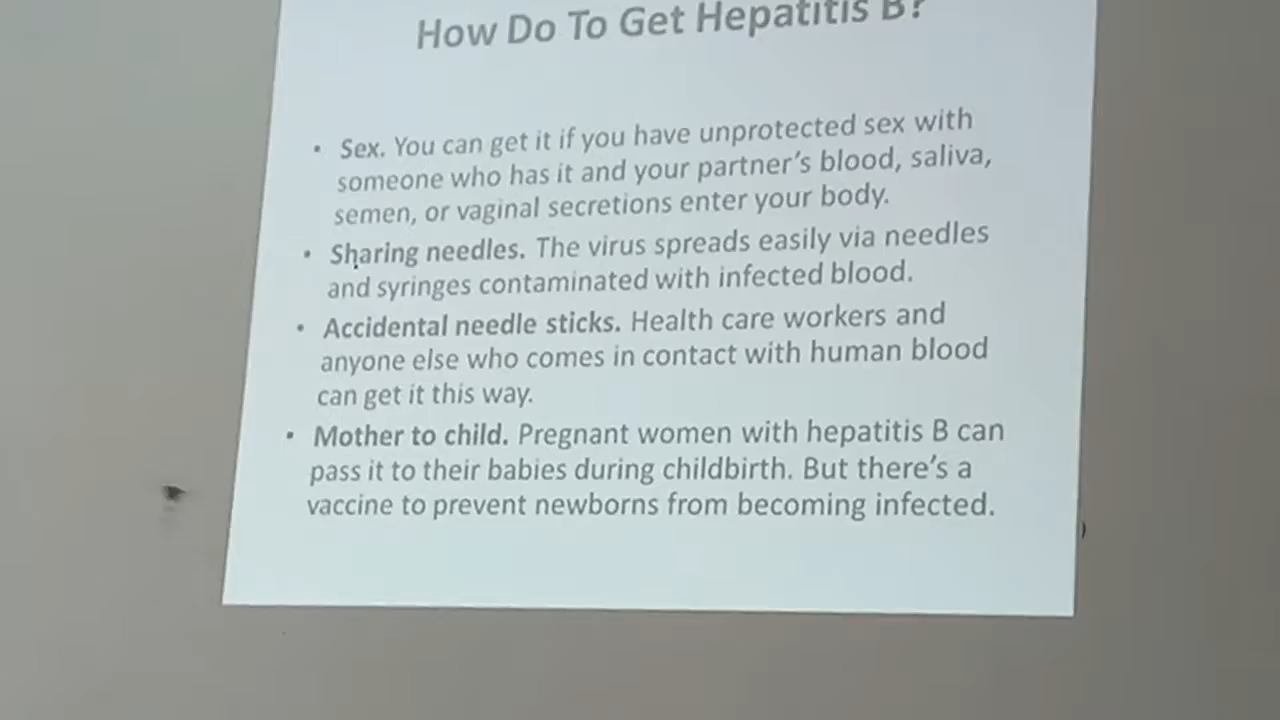 How Do To Get Hepatitis B?
• Sex. You can get it if you have unprotected sex with
someone who has it and your partner's blood, saliva,
semen, or vaginal secretions enter your body.
• Sharing needles. The virus spreads easily via needles
and syringes contaminated with infected blood.
• Accidental needle sticks. Health care workers and
anyone else who comes in contact with human blood
can get it this way.
• Mother to child. Pregnant women with hepatitis B can
pass it to their babies during childbirth. But there's a
vaccine to prevent newborns from becoming infected.